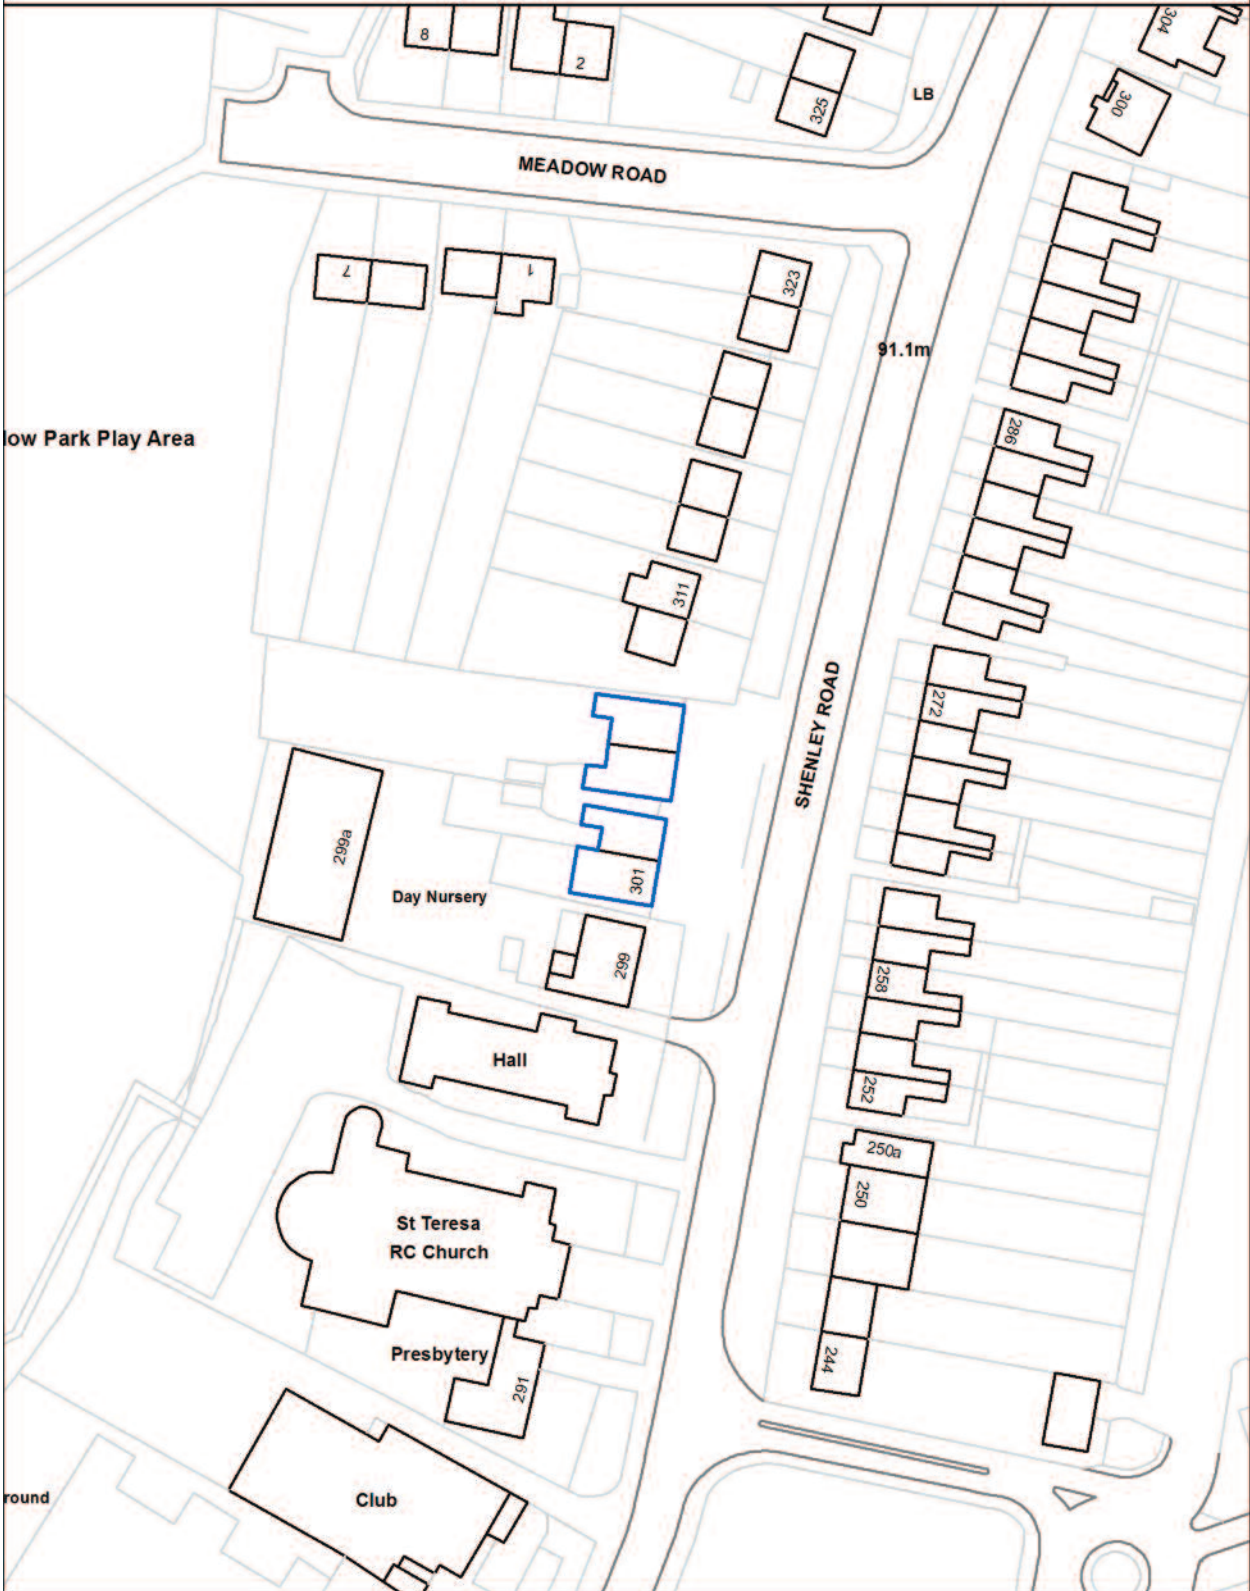 8
2
304
325
LB
300
MEADOW ROAD
7
1
323
91.1m
low Park Play Area
286
311
SHENLEY ROAD
272
299a
301
Day Nursery
299
258
Hall
252
250a
250
St Teresa
RC Church
Presbytery
244
291
Club
round